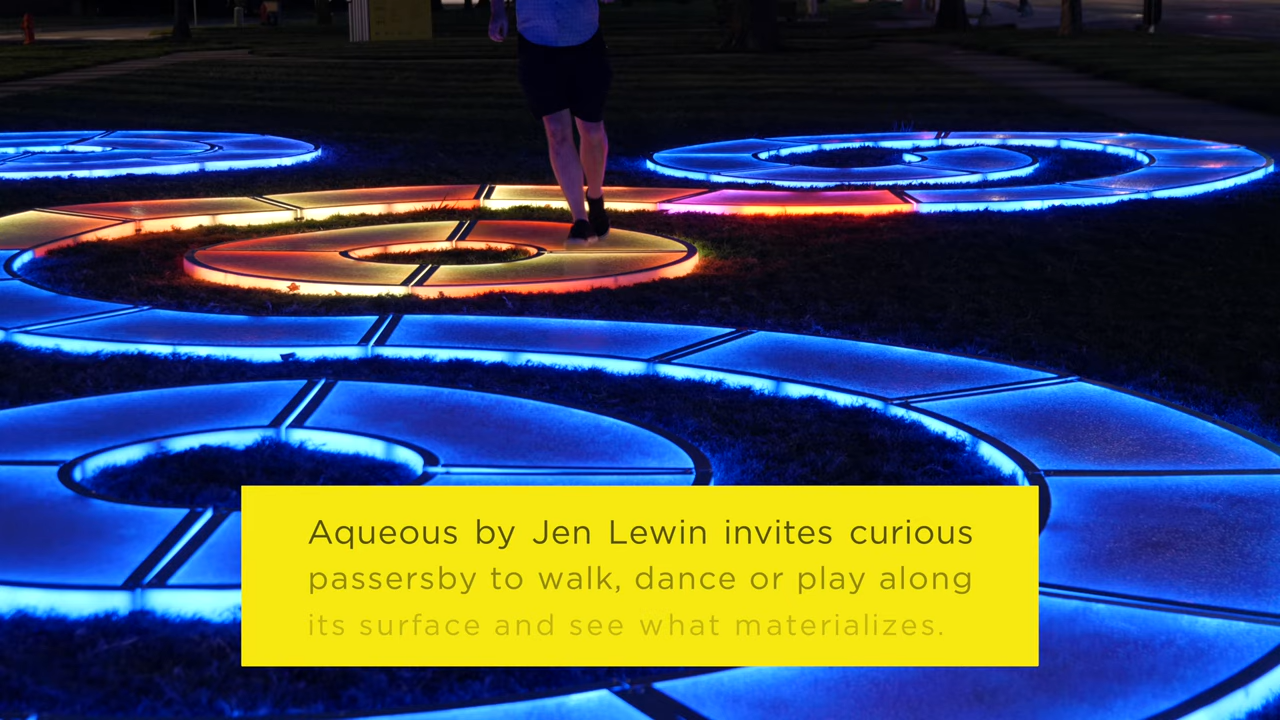 Aqueous by Jen Lewin invites curious
passersby to walk, dance or play along
its surface and see what materializes.